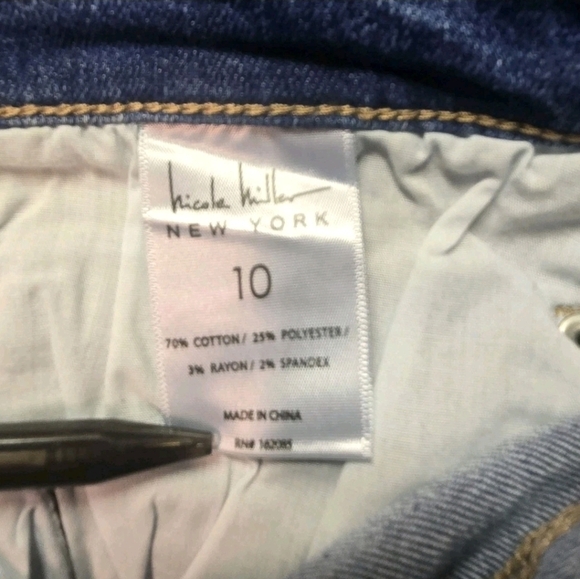 Nicole Miller
NEW YORK
10
70% COTTON / 25% POLYESTER /
3% RAYON / 2% SPANDEX
MADE IN CHINA
RN# 162085